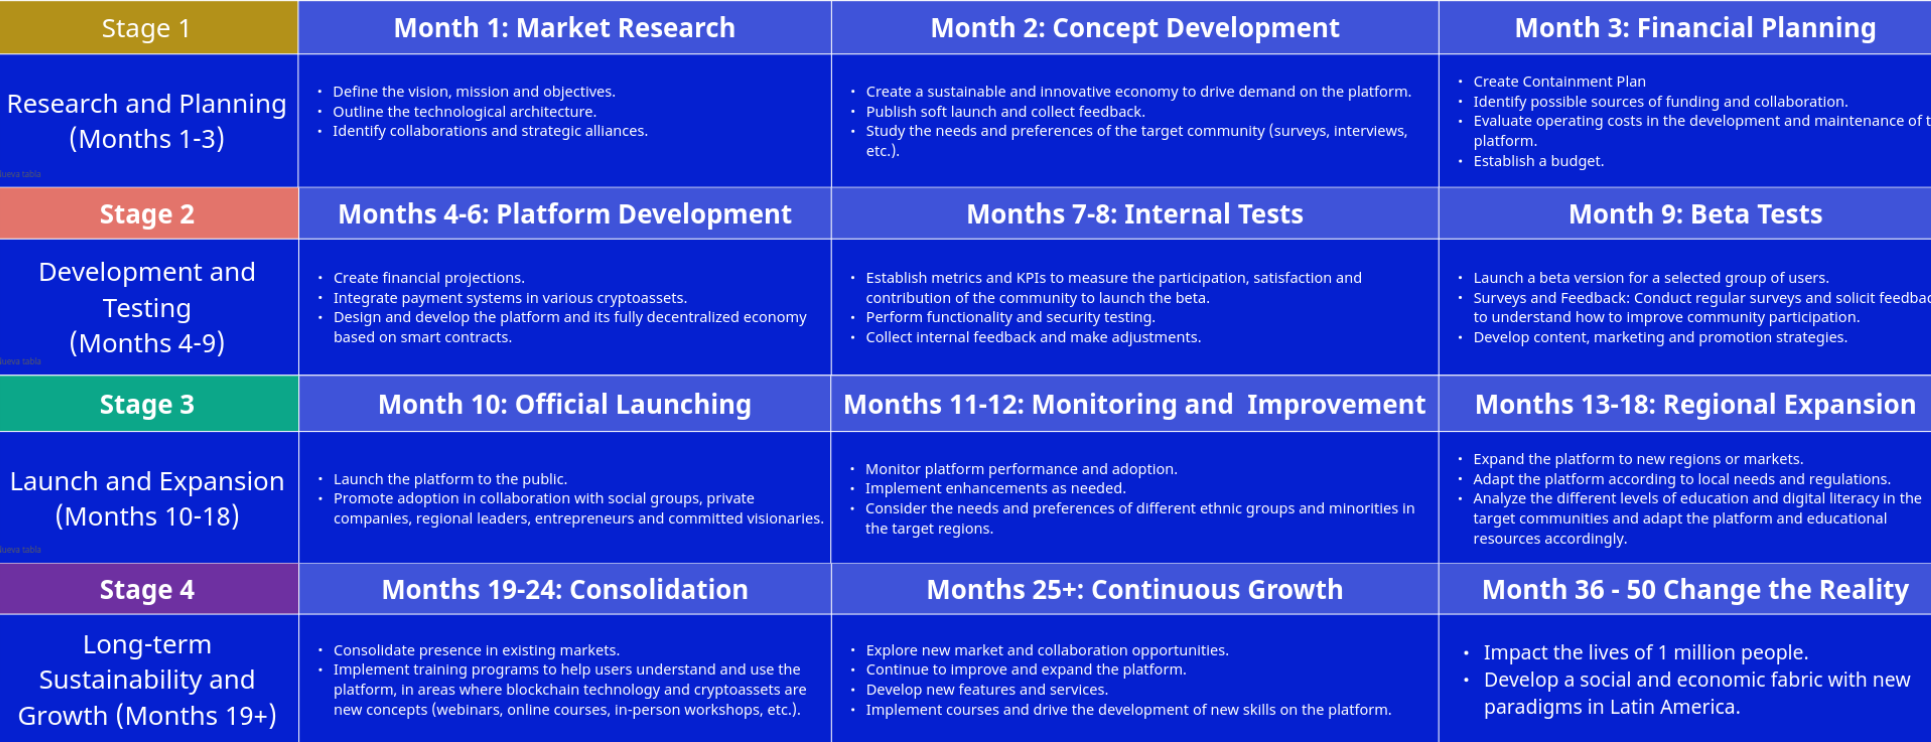 Stage 1
Month 1: Market Research
Month 2: Concept Development
Month 3: Financial Planning
Research and Planning
(Months 1-3)
• Define the vision, mission and objectives.
• Outline the technological architecture.
• Identify collaborations and strategic alliances.
• Create a sustainable and innovative economy to drive demand on the platform.
• Publish soft launch and collect feedback.
• Study the needs and preferences of the target community (surveys, interviews,
etc.).
• Create Containment Plan
• Identify possible sources of funding and collaboration.
• Evaluate operating costs in the development and maintenance of
platform.
• Establish a budget.
ueva tabla
Stage 2
Months 4-6: Platform Development
Months 7-8: Internal Tests
Month 9: Beta Tests
Development and
Testing
(Months 4-9)
• Create financial projections.
• Integrate payment systems in various cryptoassets.
• Design and develop the platform and its fully decentralized economy
based on smart contracts.
• Establish metrics and KPIs to measure the participation, satisfaction and
contribution of the community to launch the beta.
• Perform functionality and security testing.
• Collect internal feedback and make adjustments.
• Launch a beta version for a selected group of users.
• Surveys and Feedback: Conduct regular surveys and solicit feedbac
to understand how to improve community participation.
• Develop content, marketing and promotion strategies.
ueva tabla
Stage 3
Month 10: Official Launching
Months 11-12: Monitoring and  Improvement
Months 13-18: Regional Expansion
Launch and Expansion
(Months 10-18)
• Launch the platform to the public.
• Promote adoption in collaboration with social groups, private
companies, regional leaders, entrepreneurs and committed visionaries.
• Monitor platform performance and adoption.
• Implement enhancements as needed.
• Consider the needs and preferences of different ethnic groups and minorities in
the target regions.
• Expand the platform to new regions or markets.
• Adapt the platform according to local needs and regulations.
• Analyze the different levels of education and digital literacy in the
target communities and adapt the platform and educational
resources accordingly.
ueva tabla
Stage 4
Months 19-24: Consolidation
Months 25+: Continuous Growth
Month 36 - 50 Change the Reality
Long-term
Sustainability and
Growth (Months 19+)
• Consolidate presence in existing markets.
• Implement training programs to help users understand and use the
platform, in areas where blockchain technology and cryptoassets are
new concepts (webinars, online courses, in-person workshops, etc.).
• Explore new market and collaboration opportunities.
• Continue to improve and expand the platform.
• Develop new features and services.
• Implement courses and drive the development of new skills on the platform.
• Impact the lives of 1 million people.
• Develop a social and economic fabric with new
paradigms in Latin America.